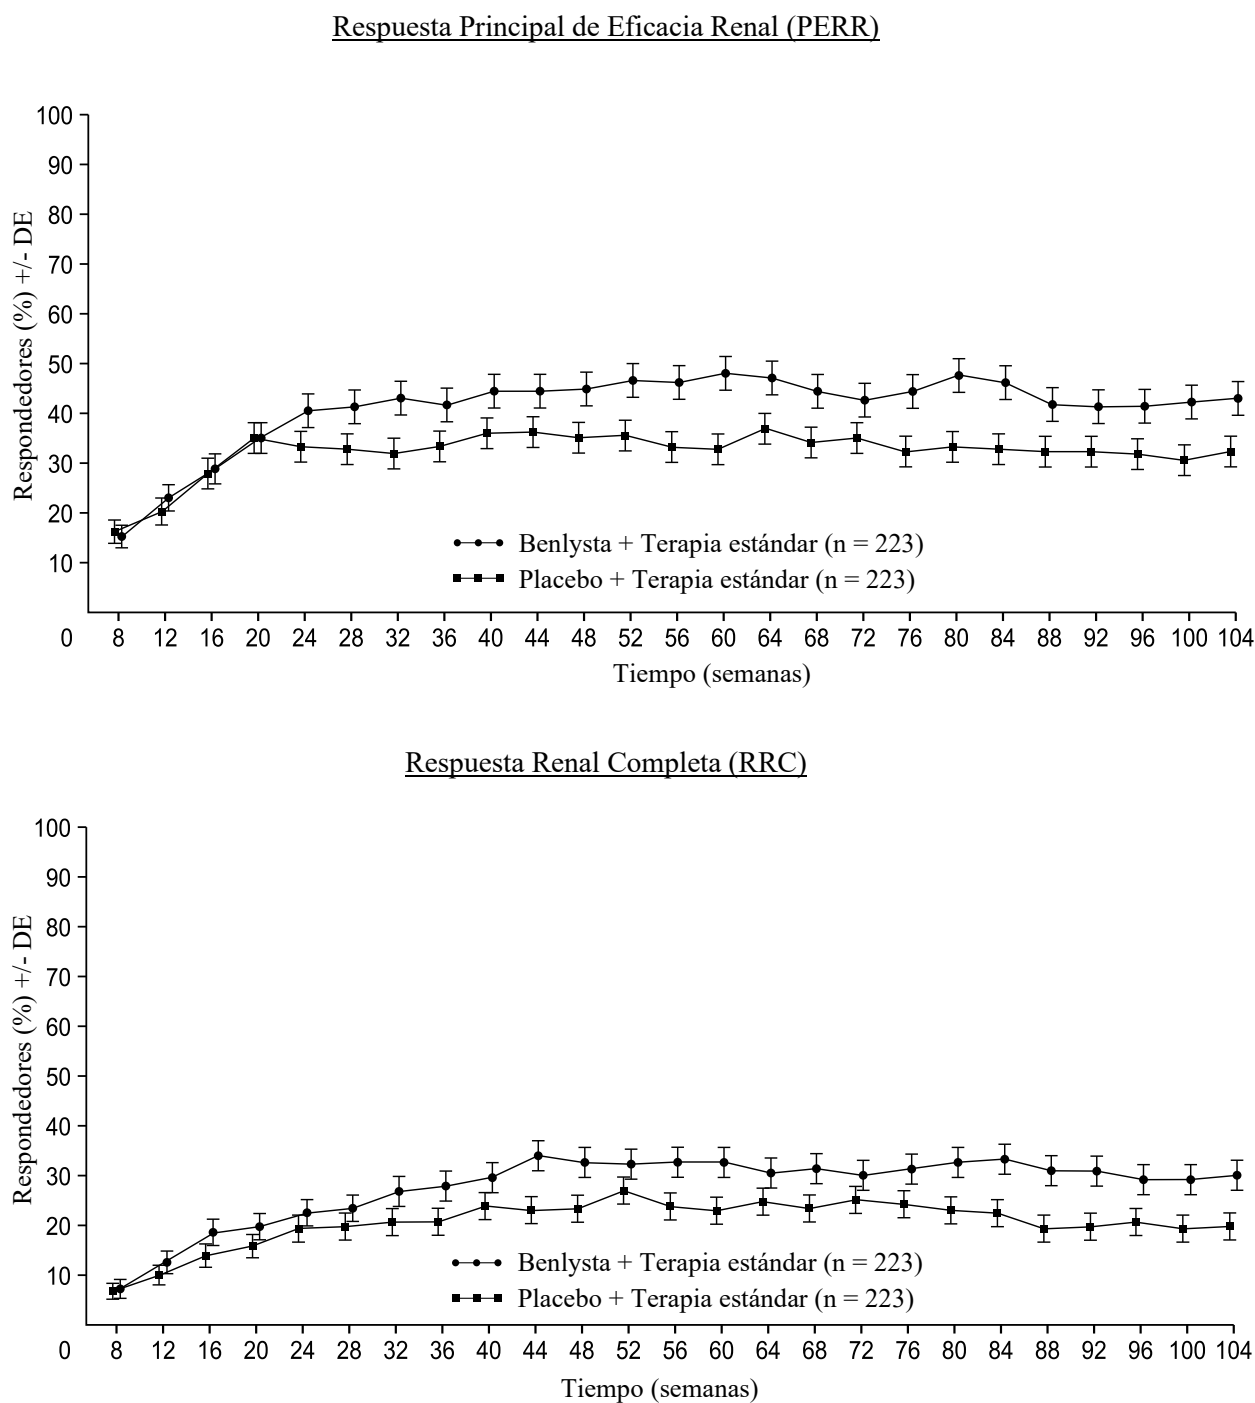 Respuesta Principal de Eficacia Renal (PERR)
100
90
80
70
60
50
40
30
20
10
0
Respondedores (%) +/- DE
Benlysta + Terapia estándar (n = 223)
Placebo + Terapia estándar (n = 223)
8 12 16 20 24 28 32 36 40 44 48 52 56 60 64 68 72 76 80 84 88 92 96 100 104
Tiempo (semanas)
Respuesta Renal Completa (RRC)
100
90
80
70
60
50
40
30
20
10
0
Respondedores (%) +/- DE
Benlysta + Terapia estándar (n = 223)
Placebo + Terapia estándar (n = 223)
8 12 16 20 24 28 32 36 40 44 48 52 56 60 64 68 72 76 80 84 88 92 96 100 104
Tiempo (semanas)